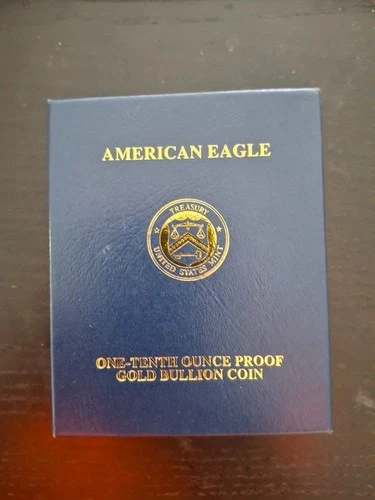 AMERICAN EAGLE
TREASURY
UNITED STATES MINT
ONE-TENTH OUNCE PROOF
GOLD BULLION COIN